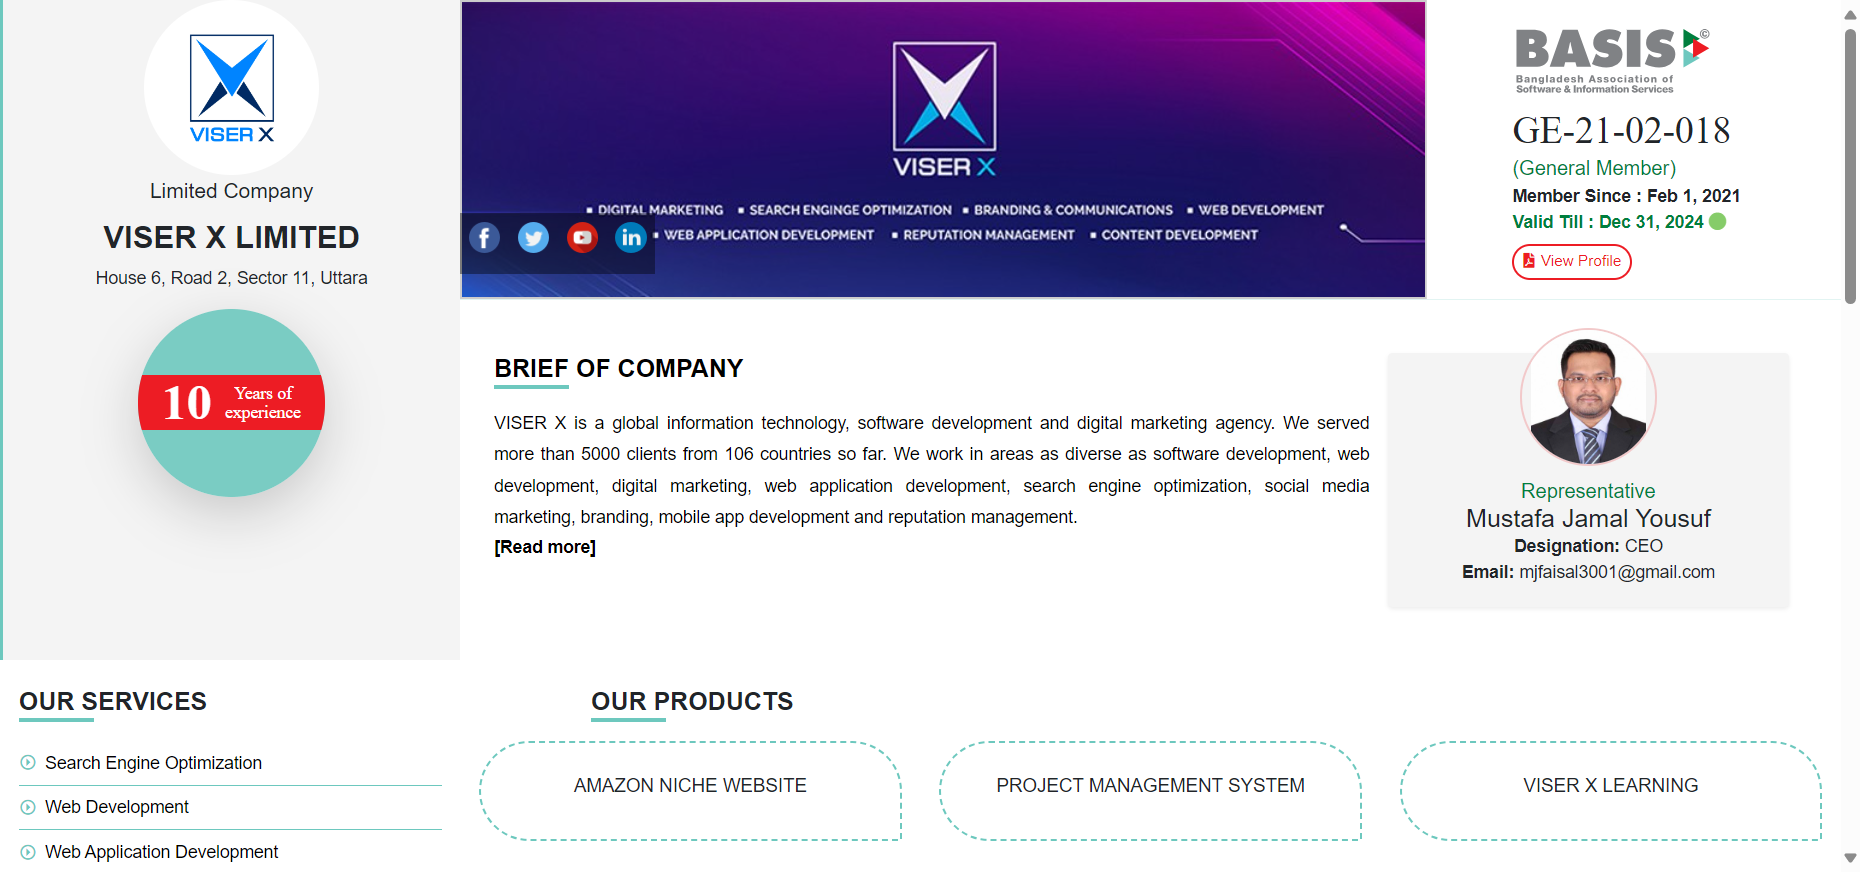 VISER X
Limited Company
VISER X LIMITED
House 6, Road 2, Sector 11, Uttara
10 Years of
experience
VISER X
▪ DIGITAL MARKETING ▪ SEARCH ENGINGE OPTIMIZATION ▪ BRANDING & COMMUNICATIONS ▪ WEB DEVELOPMENT
▪ WEB APPLICATION DEVELOPMENT ▪ REPUTATION MANAGEMENT ▪ CONTENT DEVELOPMENT
f
in
BASIS ©
Bangladesh Association of
Software & Information Services
GE-21-02-018
(General Member)
Member Since : Feb 1, 2021
Valid Till : Dec 31, 2024
View Profile
BRIEF OF COMPANY
VISER X is a global information technology, software development and digital marketing agency. We served
more than 5000 clients from 106 countries so far. We work in areas as diverse as software development, web
development, digital marketing, web application development, search engine optimization, social media
marketing, branding, mobile app development and reputation management.
[Read more]
Representative
Mustafa Jamal Yousuf
Designation: CEO
Email: mjfaisal3001@gmail.com
OUR SERVICES
Search Engine Optimization
Web Development
Web Application Development
OUR PRODUCTS
AMAZON NICHE WEBSITE
PROJECT MANAGEMENT SYSTEM
VISER X LEARNING